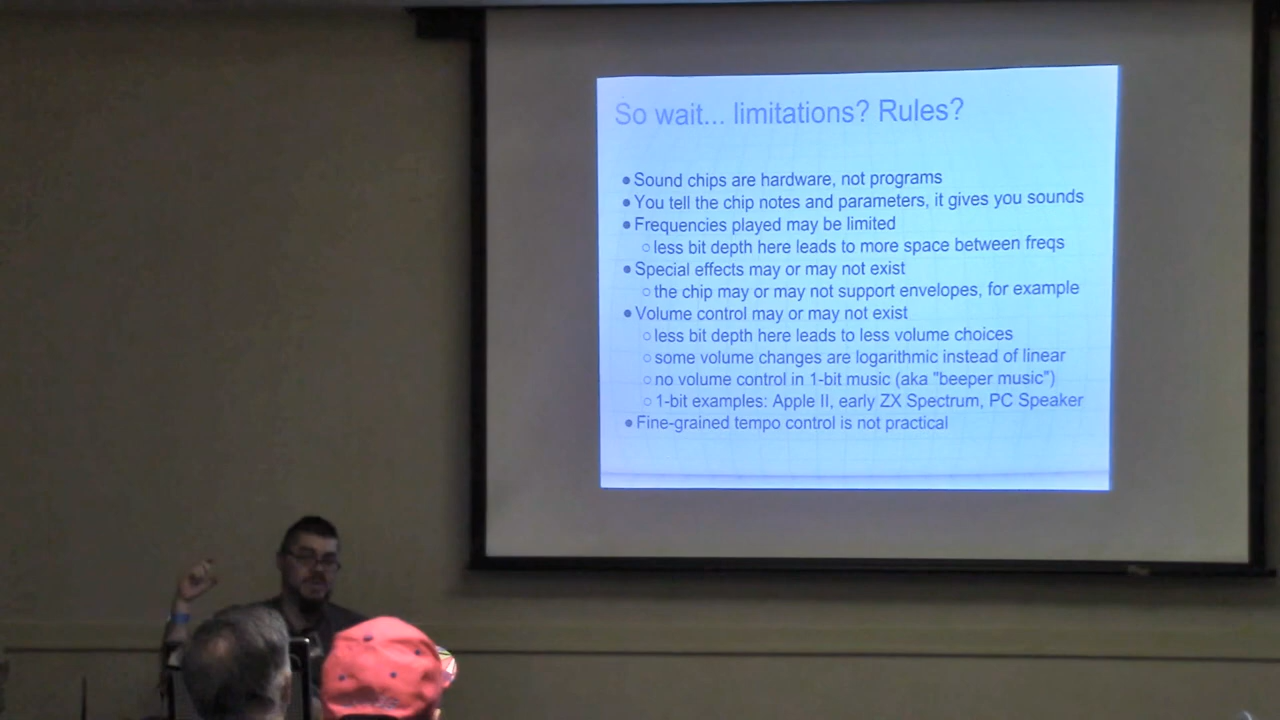 So wait... limitations? Rules?
● Sound chips are hardware, not programs
● You tell the chip notes and parameters, it gives you sounds
● Frequencies played may be limited
○ less bit depth here leads to more space between freqs
● Special effects may or may not exist
○ the chip may or may not support envelopes, for example
● Volume control may or may not exist
○ less bit depth here leads to less volume choices
○ some volume changes are logarithmic instead of linear
○ no volume control in 1-bit music (aka "beeper music")
○ 1-bit examples: Apple II, early ZX Spectrum, PC Speaker
● Fine-grained tempo control is not practical